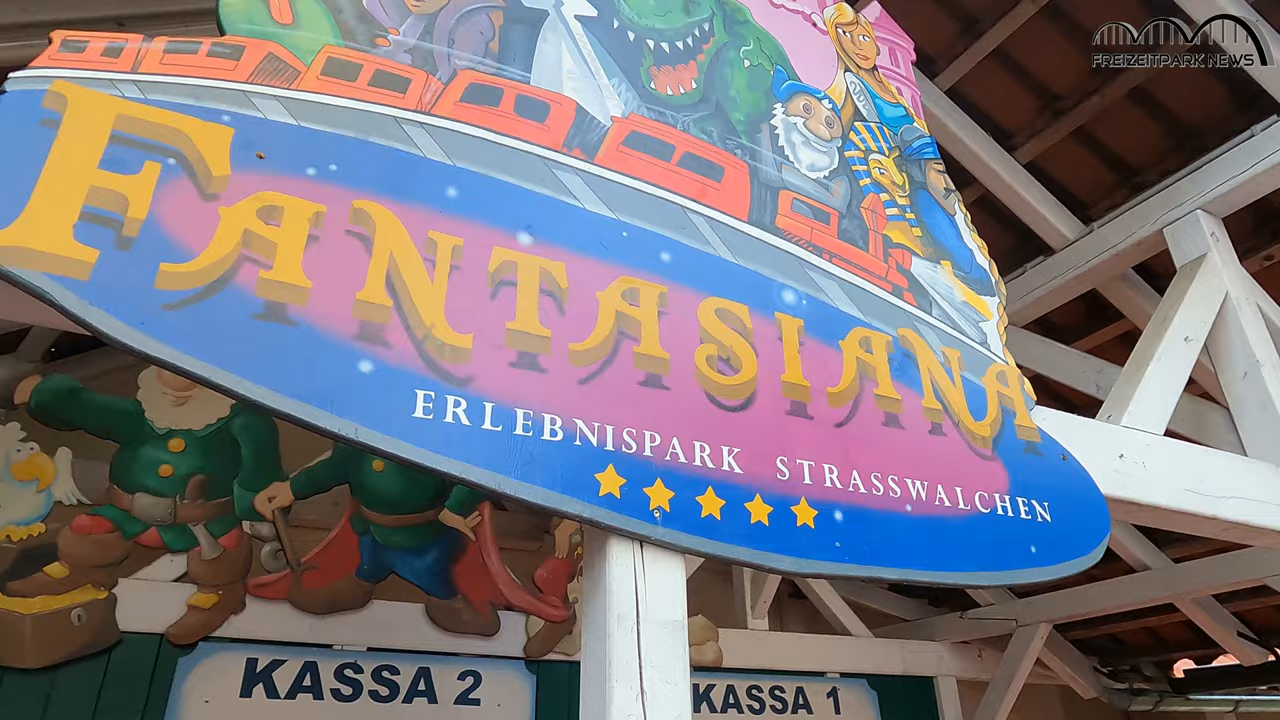 FREIZEITPARK NEWS
FANTASIANA
ERLEBNISPARK STRASSWALCHEN
KASSA 2
KASSA 1